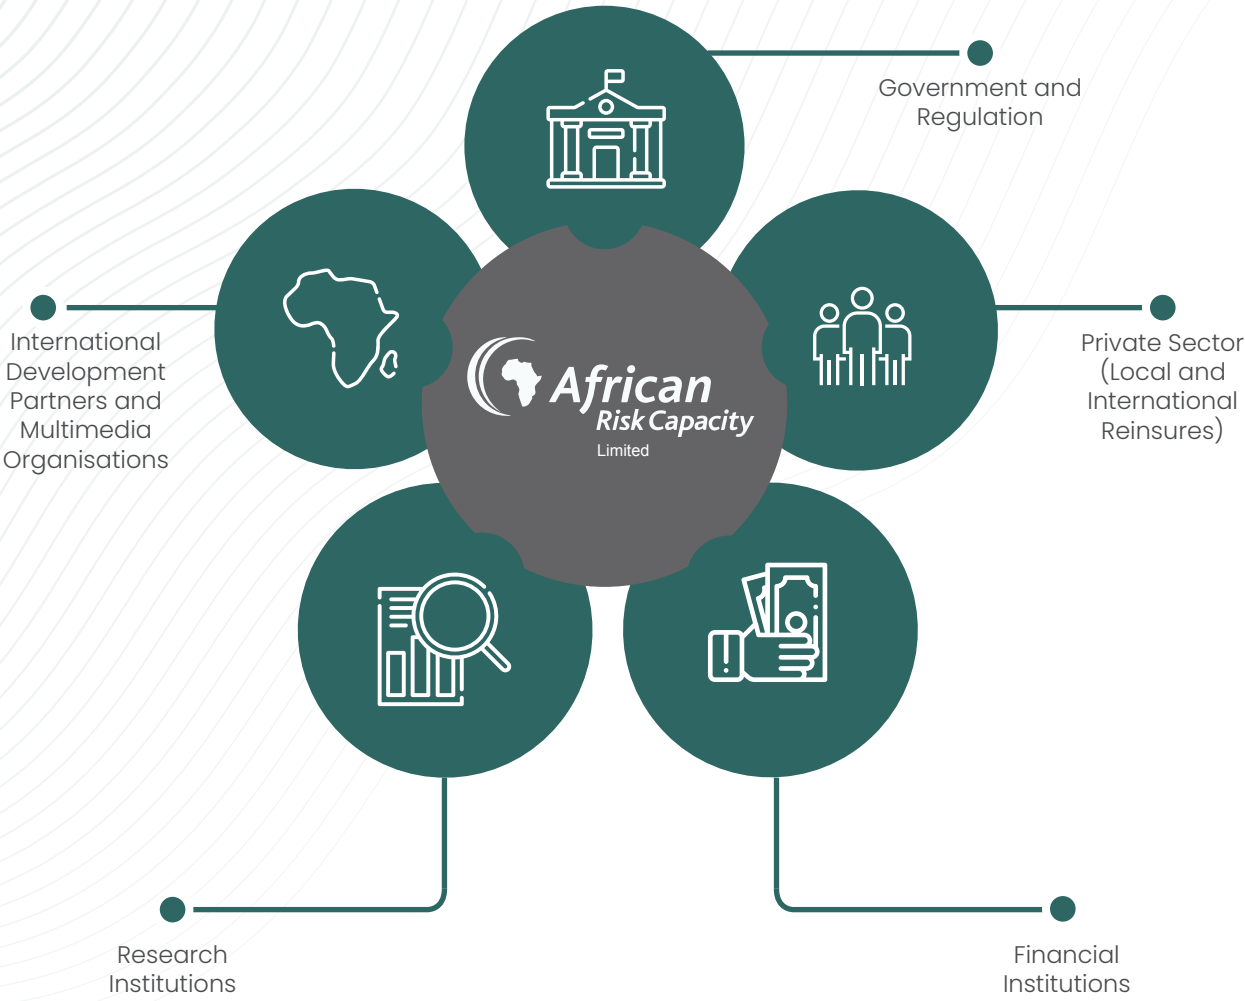 Government and
Regulation
International
Development
Partners and
Multimedia
Organisations
Private Sector
(Local and
International
Reinsures)
African
Risk Capacity
Limited
Research
Institutions
Financial
Institutions